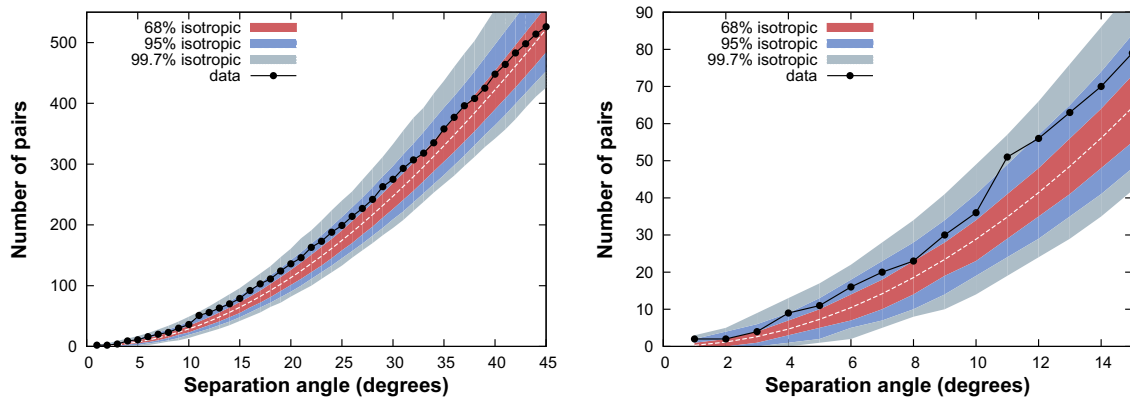 68% isotropic
95% isotropic
99.7% isotropic
data
Number of pairs
0
100
200
300
400
500
0 5 10 15 20 25 30 35 40 45
Separation angle (degrees)
68% isotropic
95% isotropic
99.7% isotropic
data
Number of pairs
0
10
20
30
40
50
60
70
80
90
0 2 4 6 8 10 12 14
Separation angle (degrees)